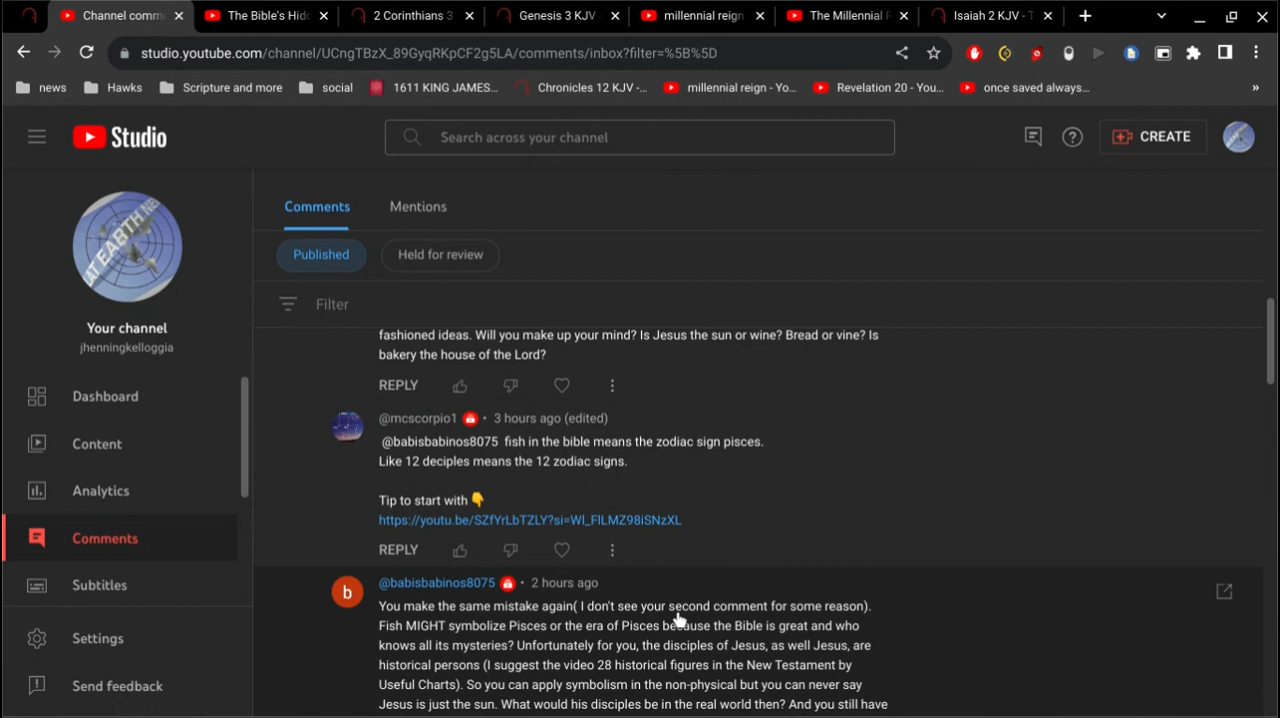 Channel comm
The Bible's Hid
2 Corinthians 3
Genesis 3 KJV -
millennial reign
The Millennial
Isaiah 2 KJV - T
studio.youtube.com/channel/UCngTBzX_89GyqRKpCF2g5LA/comments/inbox?filter=%5B%5D
news
Hawks
Scripture and more
social
1611 KING JAMES...
Chronicles 12 KJV -...
millennial reign - Yo...
Revelation 20 - You...
once saved always...
»
Studio
Search across your channel
CREATE
AT EARTH NE
Your channel
jhenningkelloggia
Dashboard
Content
Analytics
Comments
Subtitles
Settings
Send feedback
Comments
Mentions
Published
Held for review
Filter
fashioned ideas. Will you make up your mind? Is Jesus the sun or wine? Bread or vine? Is
bakery the house of the Lord?
REPLY
@mcscorpio1 • 3 hours ago (edited)
@babisbabinos8075 fish in the bible means the zodiac sign pisces.
Like 12 deciples means the 12 zodiac signs.
Tip to start with👇
https://youtu.be/SZfYrLbTZLY?si=WI_FlLMZ98iSNzXL
REPLY
b
@babisbabinos8075 • 2 hours ago
You make the same mistake again( I don't see your second comment for some reason).
Fish MIGHT symbolize Pisces or the era of Pisces because the Bible is great and who
knows all its mysteries? Unfortunately for you, the disciples of Jesus, as well Jesus, are
historical persons (I suggest the video 28 historical figures in the New Testament by
Useful Charts). So you can apply symbolism in the non-physical but you can never say
Jesus is just the sun. What would his disciples be in the real world then? And you still have